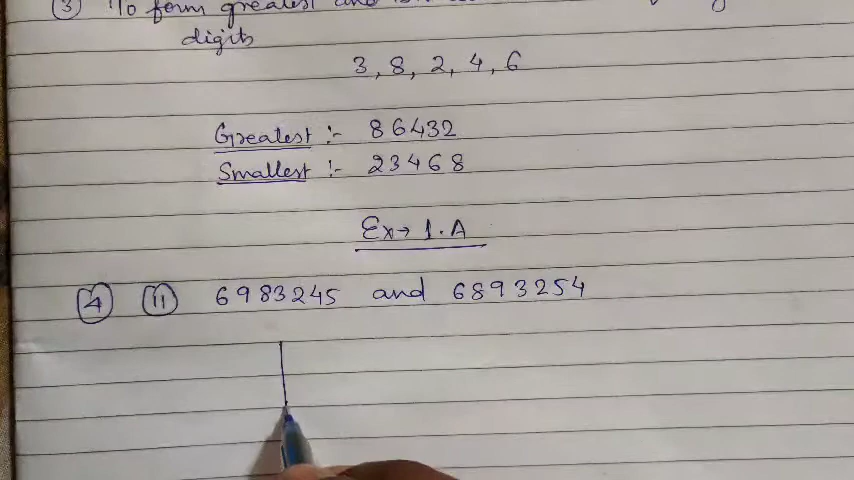 ③ To form greatest and
digits
3, 8, 2, 4, 6
Greatest :- 86432
Smallest :- 23468
Ex→ 1.A
④ ⑪ 6983245 and 6893254